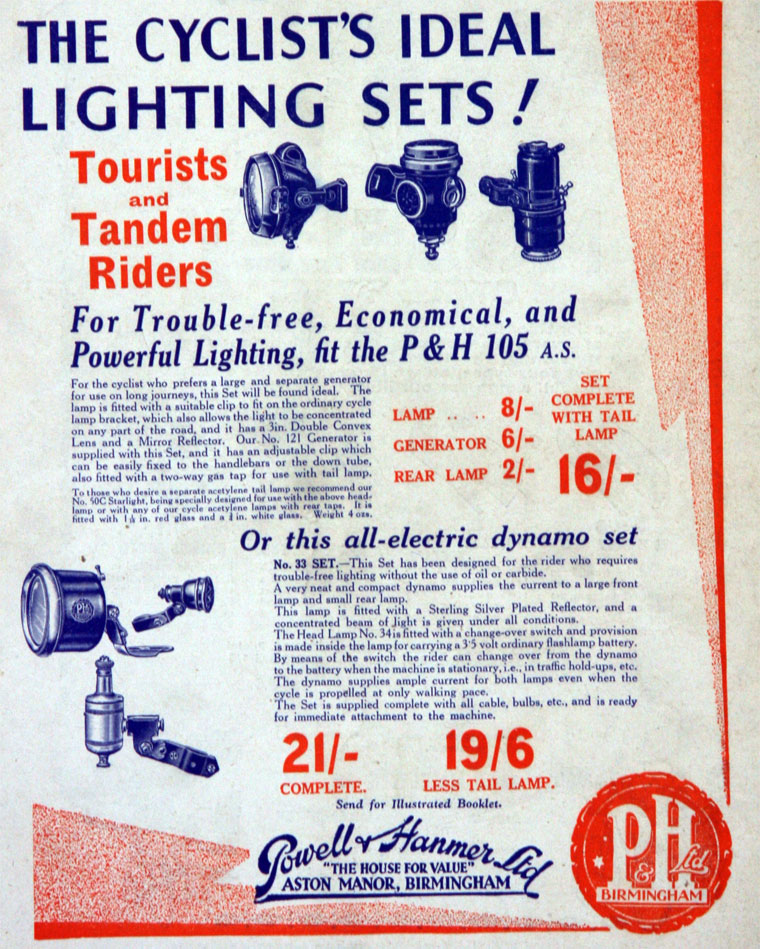 THE CYCLIST'S IDEAL
LIGHTING SETS!
Tourists
and
Tandem
Riders
For Trouble-free, Economical, and
Powerful Lighting, fit the P & H 105 A.S.
For the cyclist who prefers a large and separate generator
for use on long journeys, this Set will be found ideal. The
lamp is fitted with a suitable clip to fit on the ordinary cycle
lamp bracket, which also allows the light to be concentrated
on any part of the road, and it has a 3in. Double Convex
Lens and a Mirror Reflector. Our No. 121 Generator is
supplied with this Set, and it has an adjustable clip which
can be easily fixed to the handlebars or the down tube,
also fitted with a two-way gas tap for use with tail lamp.
To those who desire a separate acetylene tail lamp we recommend our
No. 50C Starlight, being specially designed for use with the above head-
lamp or with any of our cycle acetylene lamps with rear taps. It is
fitted with in. red glass and a in. white glass. Weight 4 ozs.
LAMP .. .. 8/-
GENERATOR 6/-
REAR LAMP 2/-
SET
COMPLETE
WITH TAIL
LAMP
16/-
Or this all-electric dynamo set
No. 33 SET.—This Set has been designed for the rider who requires
trouble-free lighting without the use of oil or carbide.
A very neat and compact dynamo supplies the current to a large front
lamp and small rear lamp.
This lamp is fitted with a Sterling Silver Plated Reflector, and a
concentrated beam of light is given under all conditions.
The Head Lamp No. 34 is fitted with a change-over switch and provision
is made inside the lamp for carrying a 3·5 volt ordinary flashlamp battery.
By means of the switch the rider can change over from the dynamo
to the battery when the machine is stationary, i.e., in traffic hold-ups, etc.
The dynamo supplies ample current for both lamps even when the
cycle is propelled at only walking pace.
The Set is supplied complete with all cable, bulbs, etc., and is ready
for immediate attachment to the machine.
P&H
21/-
COMPLETE.
19/6
LESS TAIL LAMP.
Send for Illustrated Booklet.
Powell & Hanmer Ltd
"THE HOUSE FOR VALUE"
ASTON MANOR, BIRMINGHAM
P & H Ltd
BIRMINGHAM